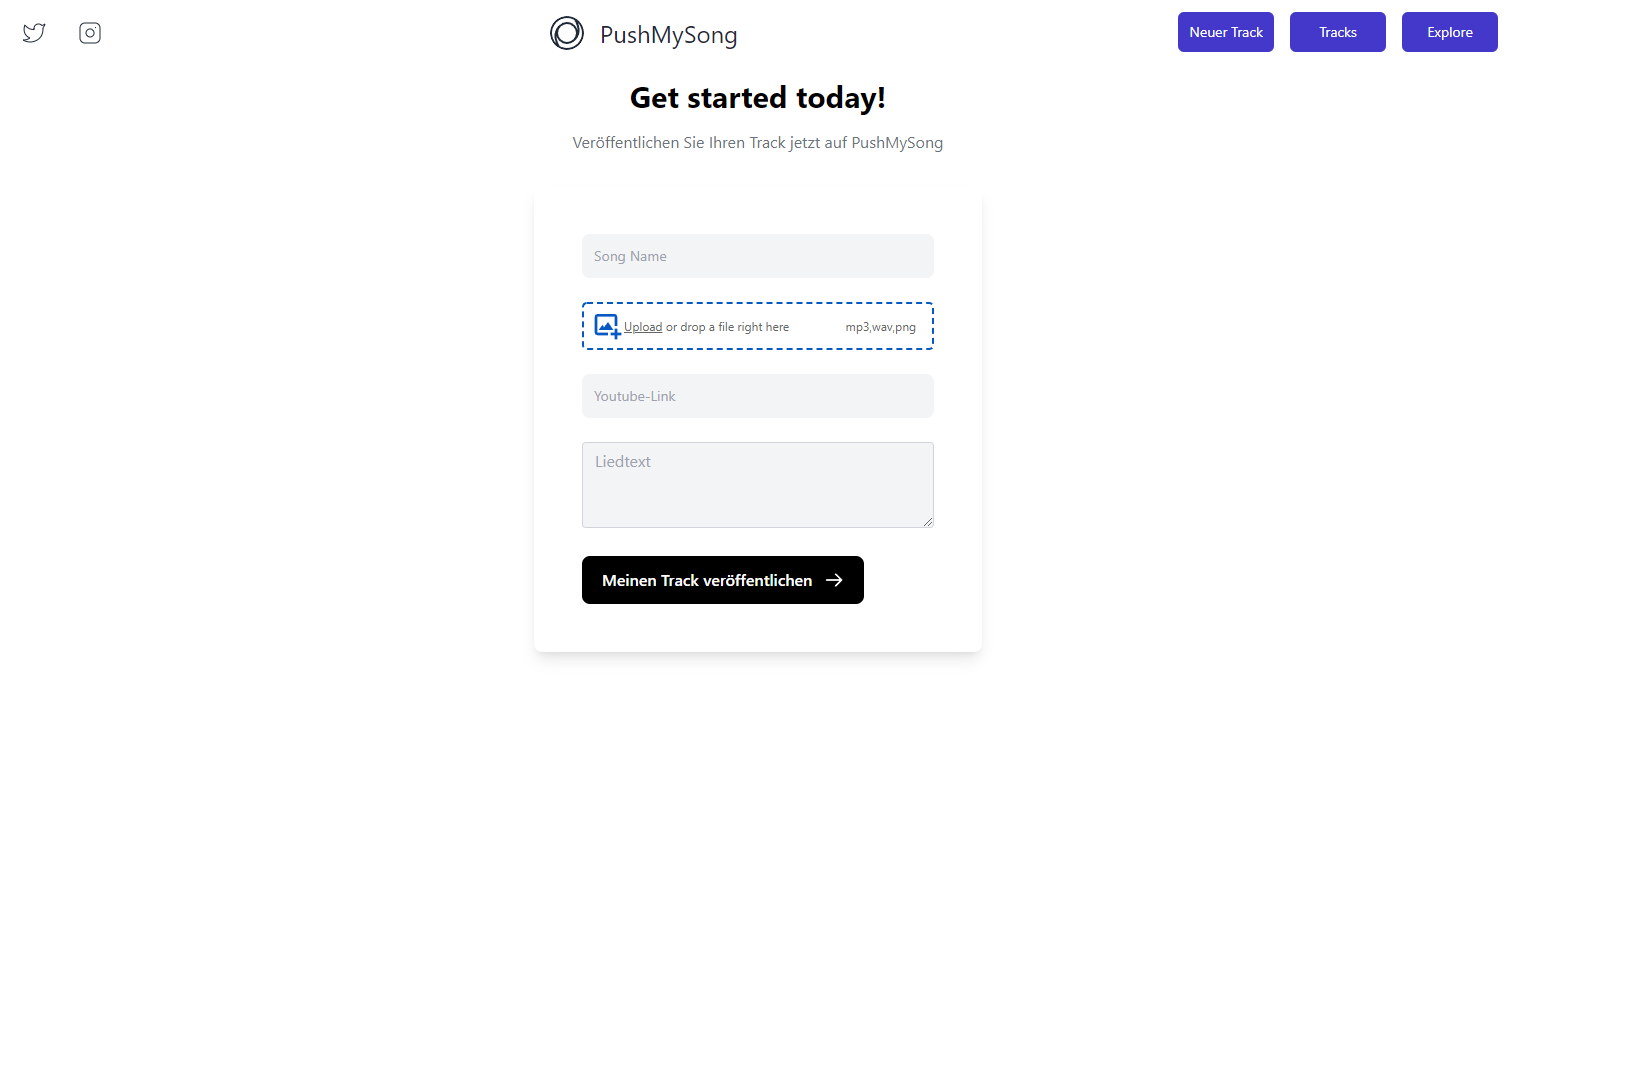 PushMySong
Neuer Track
Tracks
Explore
Get started today!
Veröffentlichen Sie Ihren Track jetzt auf PushMySong
Song Name
Upload or drop a file right here
mp3,wav,png
Youtube-Link
Liedtext
Meinen Track veröffentlichen